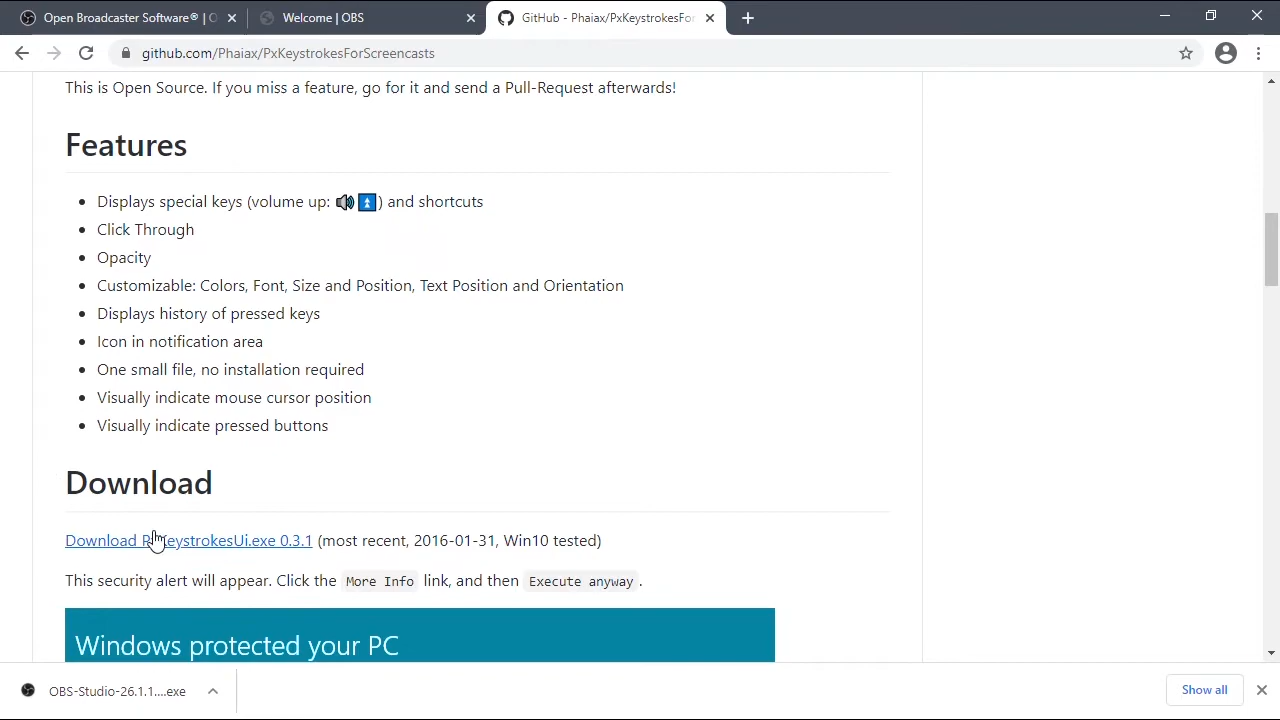 Open Broadcaster Software® | O
Welcome | OBS
GitHub - Phaiax/PxKeystrokesFor
github.com/Phaiax/PxKeystrokesForScreencasts
This is Open Source. If you miss a feature, go for it and send a Pull-Request afterwards!
Features
Displays special keys (volume up: ) and shortcuts
Click Through
Opacity
Customizable: Colors, Font, Size and Position, Text Position and Orientation
Displays history of pressed keys
Icon in notification area
One small file, no installation required
Visually indicate mouse cursor position
Visually indicate pressed buttons
Download
Download PxKeystrokesUi.exe 0.3.1 (most recent, 2016-01-31, Win10 tested)
This security alert will appear. Click the More Info link, and then Execute anyway.
Windows protected your PC
OBS-Studio-26.1.1....exe
Show all